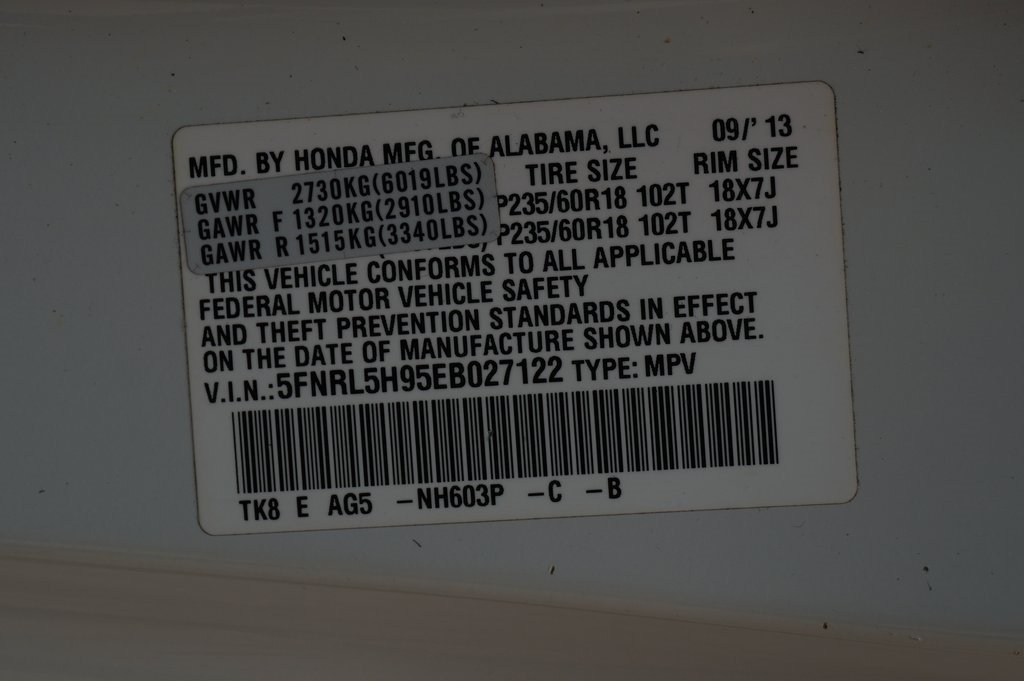 MFD. BY HONDA MFG. OF ALABAMA, LLC 09/' 13
TIRE SIZE RIM SIZE
GVWR 2730KG(6019LBS)
GAWR F 1320KG(2910LBS) P235/60R18 102T 18X7J
GAWR R 1515KG(3340LBS) P235/60R18 102T 18X7J
THIS VEHICLE CONFORMS TO ALL APPLICABLE
FEDERAL MOTOR VEHICLE SAFETY
AND THEFT PREVENTION STANDARDS IN EFFECT
ON THE DATE OF MANUFACTURE SHOWN ABOVE.
V.I.N.:5FNRL5H95EB027122 TYPE: MPV
TK8 E AG5 -NH603P -C -B